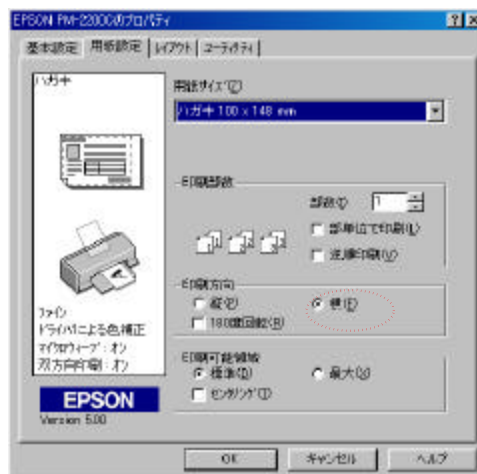 EPSON PM-2200Cのプロパティ
基本設定 用紙設定 レイアウト ユーティリティ
ハガキ
用紙サイズ(Z)
ハガキ 100 x 148 mm
印刷部数
部数(I) 1
部単位で印刷(L)
逆順印刷(V)
印刷方向
縦(P) 横(E)
180度回転(R)
印刷可能領域
標準(D) 最大(X)
センタリング(T)
ファイン
ドライバによる色補正
マイクロウィーブ:オン
双方向印刷:オン
EPSON
Version 5.00
OK キャンセル ヘルプ